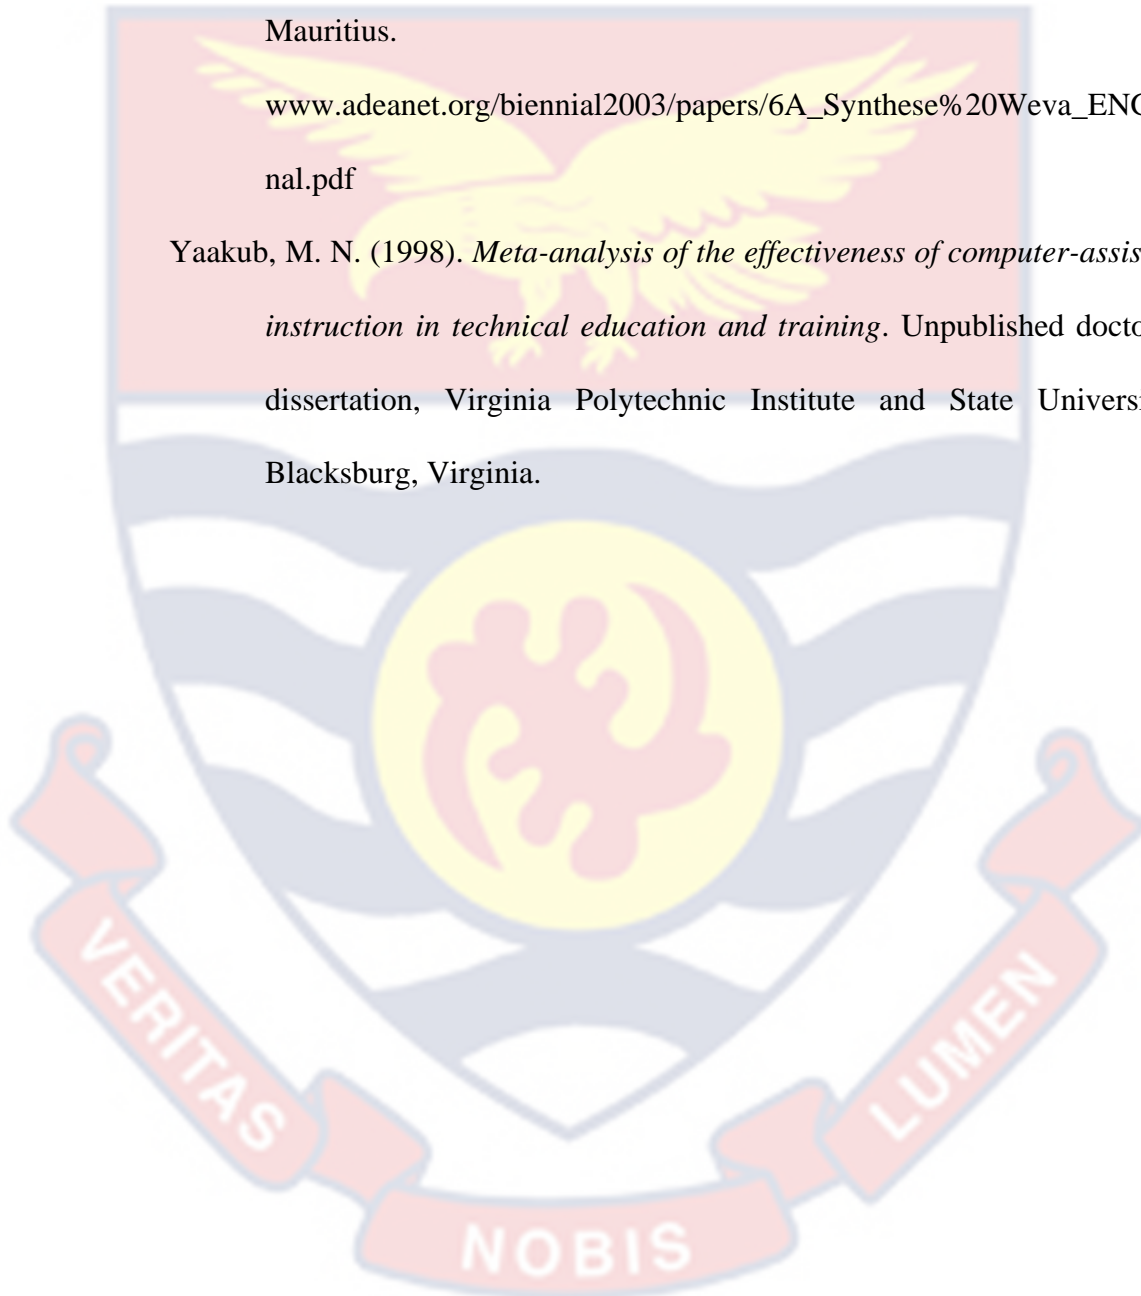 Mauritius.
www.adeanet.org/biennial2003/papers/6A_Synthese%20Weva_ENG
nal.pdf
Yaakub, M. N. (1998). Meta-analysis of the effectiveness of computer-assis
instruction in technical education and training. Unpublished docto
dissertation, Virginia Polytechnic Institute and State Universi
Blacksburg, Virginia.
VERITAS
NOBIS
LUMEN